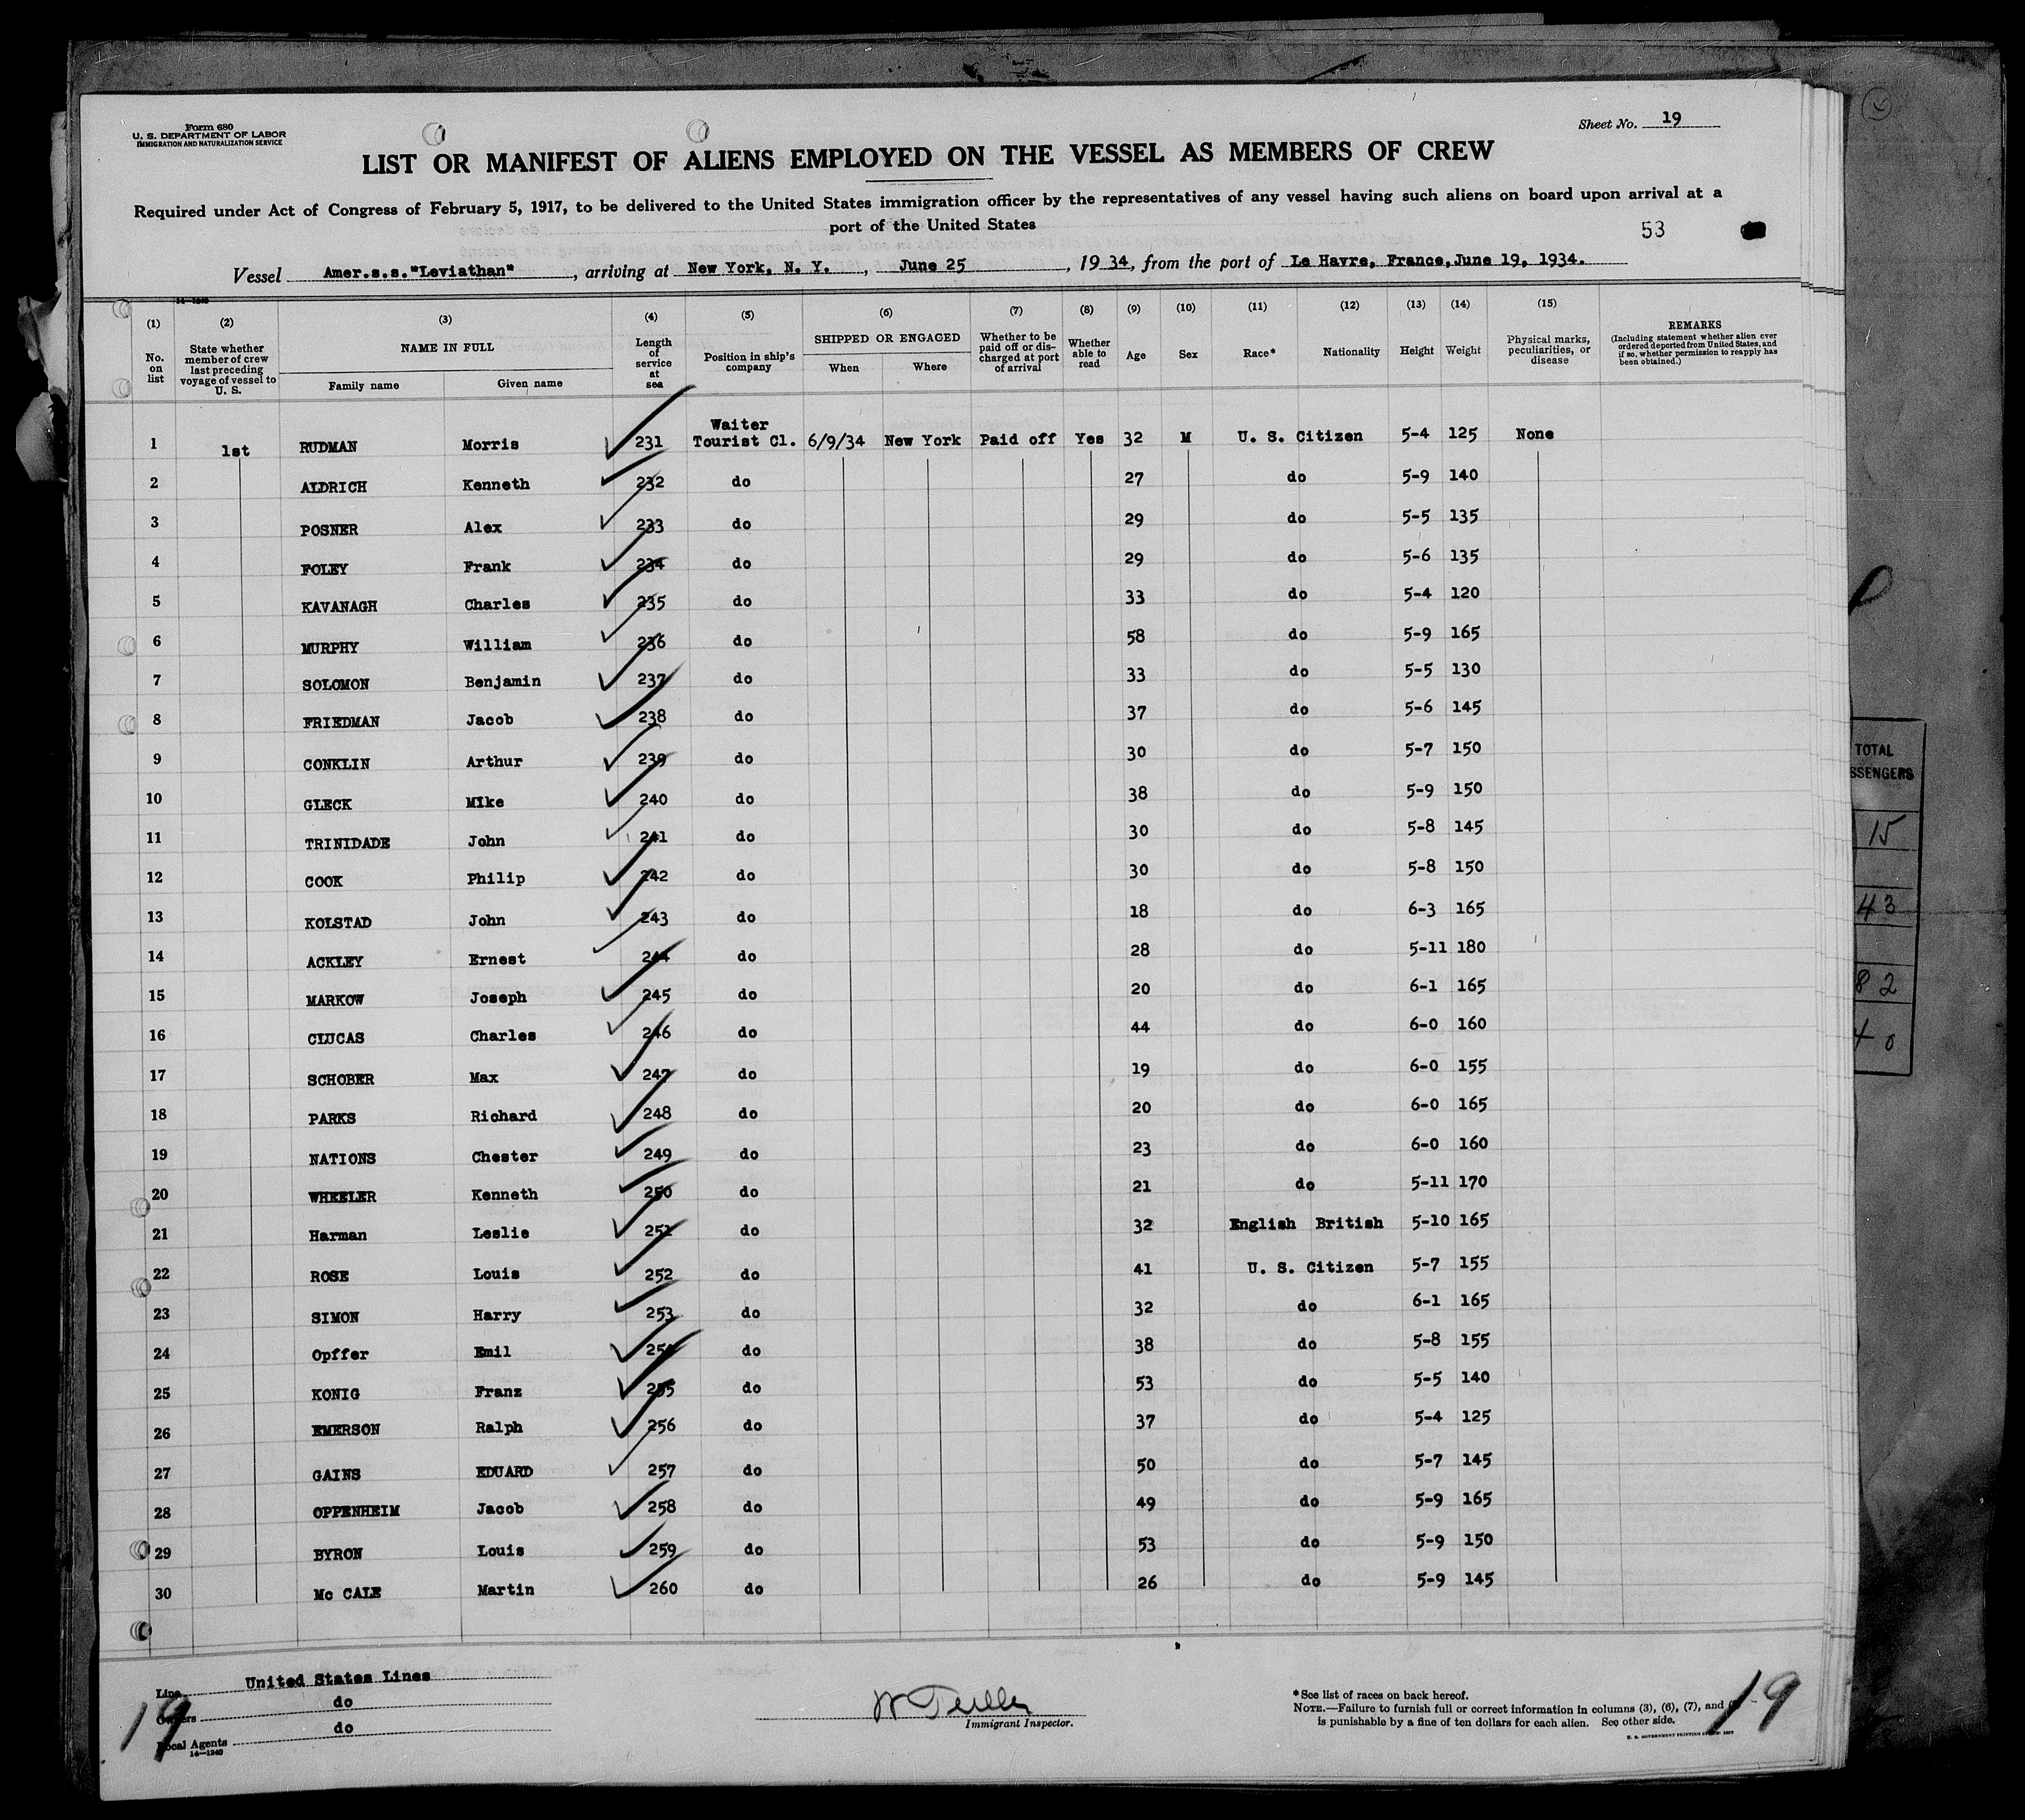 Form 680
U. S. DEPARTMENT OF LABOR
IMMIGRATION AND NATURALIZATION SERVICE
Sheet No. 19
LIST OR MANIFEST OF ALIENS EMPLOYED ON THE VESSEL AS MEMBERS OF CREW
Required under Act of Congress of February 5, 1917, to be delivered to the United States immigration officer by the representatives of any vessel having such aliens on board upon arrival at a
port of the United States
53
Vessel Amer.s.s."Leviathan", arriving at New York, N. Y., June 25, 1934, from the port of Le Havre, France,June 19, 1934.
14—1240
(1) (2) (3) (4) (5) (6) (7) (8) (9) (10) (11) (12) (13) (14) (15)
No. on list
State whether member of crew last preceding voyage of vessel to U. S.
NAME IN FULL
Family name Given name
Length of service at sea
Position in ship's company
SHIPPED OR ENGAGED
When Where
Whether to be paid off or discharged at port of arrival
Whether able to read
Age
Sex
Race*
Nationality
Height
Weight
Physical marks, peculiarities, or disease
REMARKS
(Including statement whether alien ever ordered deported from United States, and if so, whether permission to reapply has been obtained.)
1 1st RUDMAN Morris 231 Waiter Tourist Cl. 6/9/34 New York Paid off Yes 32 M U. S. Citizen 5-4 125 None
2 ALDRICH Kenneth 232 do 27 do 5-9 140
3 POSNER Alex 233 do 29 do 5-5 135
4 FOLEY Frank 234 do 29 do 5-6 135
5 KAVANAGH Charles 235 do 33 do 5-4 120
6 MURPHY William 236 do 58 do 5-9 165
7 SOLOMON Benjamin 237 do 33 do 5-5 130
8 FRIEDMAN Jacob 238 do 37 do 5-6 145
9 CONKLIN Arthur 239 do 30 do 5-7 150
10 GLECK MIke 240 do 38 do 5-9 150
11 TRINIDADE John 241 do 30 do 5-8 145
12 COOK Philip 242 do 30 do 5-8 150
13 KOLSTAD John 243 do 18 do 6-3 165
14 ACKLEY Ernest 244 do 28 do 5-11 180
15 MARKOW Joseph 245 do 20 do 6-1 165
16 CLUCAS Charles 246 do 44 do 6-0 160
17 SCHOBER Max 247 do 19 do 6-0 155
18 PARKS Richard 248 do 20 do 6-0 165
19 NATIONS Chester 249 do 23 do 6-0 160
20 WHEELER Kenneth 250 do 21 do 5-11 170
21 Harman Leslie 251 do 32 English British 5-10 165
22 ROSE Louis 252 do 41 U. S. Citizen 5-7 155
23 SIMON Harry 253 do 32 do 6-1 165
24 Opffer Emil 254 do 38 do 5-8 155
25 KONIG Franz 255 do 53 do 5-5 140
26 EMERSON Ralph 256 do 37 do 5-4 125
27 GAINS EDUARD 257 do 50 do 5-7 145
28 OPPENHEIM Jacob 258 do 49 do 5-9 165
29 BYRON Louis 259 do 53 do 5-9 150
30 Mc CALE Martin 260 do 26 do 5-9 145
Line United States Lines
Owners do
Local Agents do
14—1240
19
Immigrant Inspector.
*See list of races on back hereof.
NOTE.—Failure to furnish full or correct information in columns (3), (6), (7), and
is punishable by a fine of ten dollars for each alien. See other side.
19
TOTAL
SSENGERS
15
43
82
40